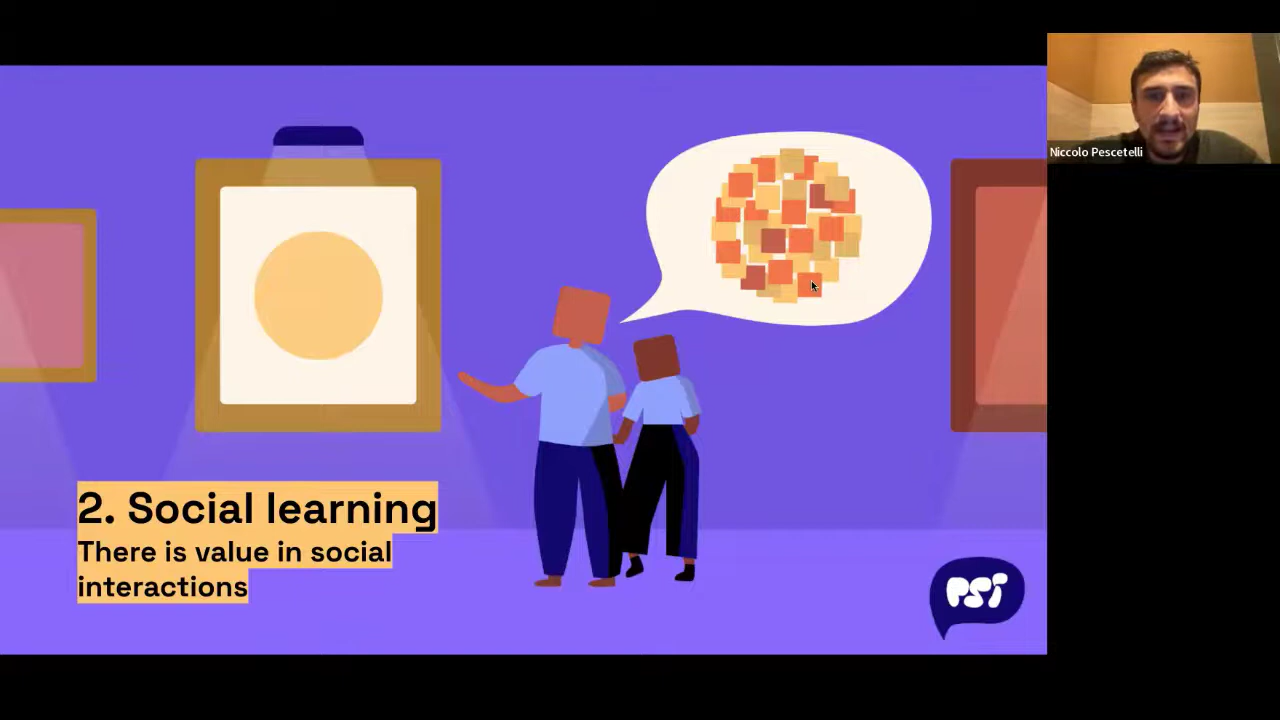 Niccolo Pescetelli
2. Social learning
There is value in social
interactions
PSi